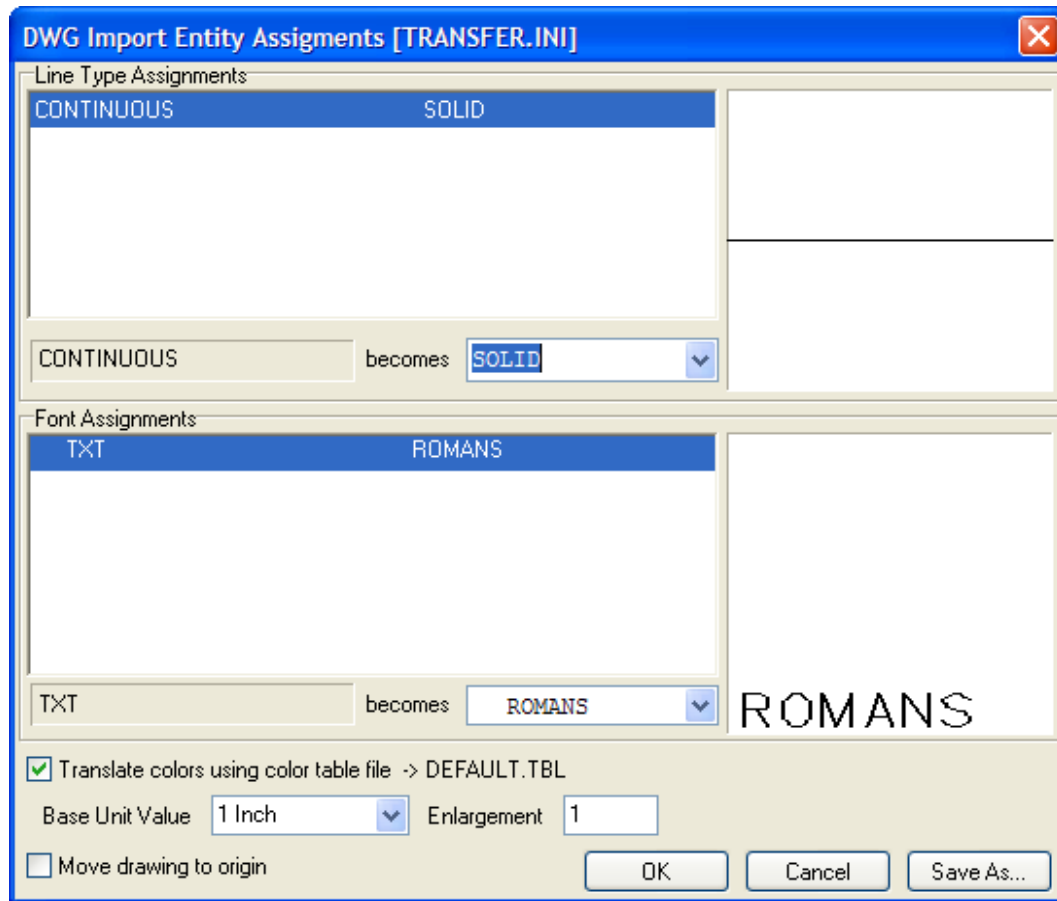 DWG Import Entity Assigments [TRANSFER.INI]
Line Type Assignments
CONTINUOUS SOLID
CONTINUOUS becomes SOLID
Font Assignments
TXT ROMANS
TXT becomes ROMANS
ROMANS
Translate colors using color table file -> DEFAULT.TBL
Base Unit Value 1 Inch Enlargement 1
Move drawing to origin OK Cancel Save As...